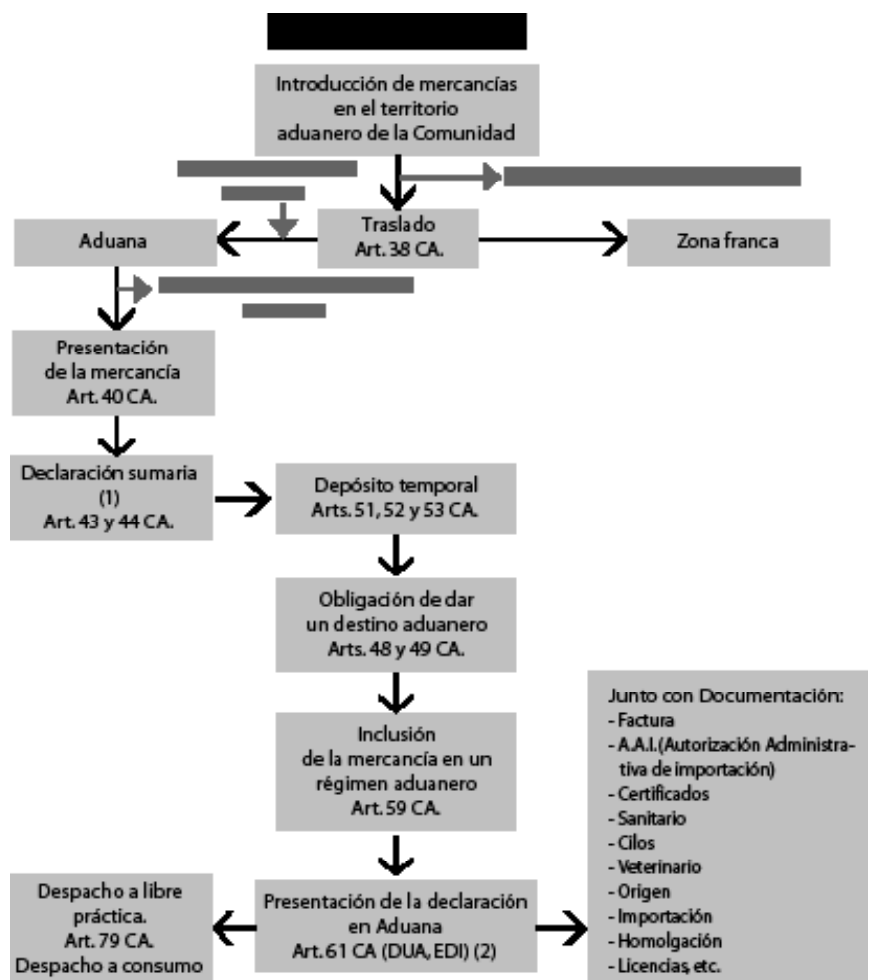 Introducción de mercancías
en el territorio
aduanero de la Comunidad
Traslado
Art. 38 CA.
Aduana
Zona franca
Presentación
de la mercancía
Art. 40 CA.
Declaración sumaria
(1)
Art. 43 y 44 CA.
Depósito temporal
Arts. 51, 52 y 53 CA.
Obligación de dar
un destino aduanero
Arts. 48 y 49 CA.
Inclusión
de la mercancía en un
régimen aduanero
Art. 59 CA.
Presentación de la declaración
en Aduana
Art. 61 CA (DUA, EDI) (2)
Despacho a libre
práctica.
Art. 79 CA.
Despacho a consumo
Junto con Documentación:
- Factura
- A.A.I.(Autorización Administra-
tiva de importación)
- Certificados
- Sanitario
- Cilos
- Veterinario
- Origen
- Importación
- Homolgación
- Licencias, etc.